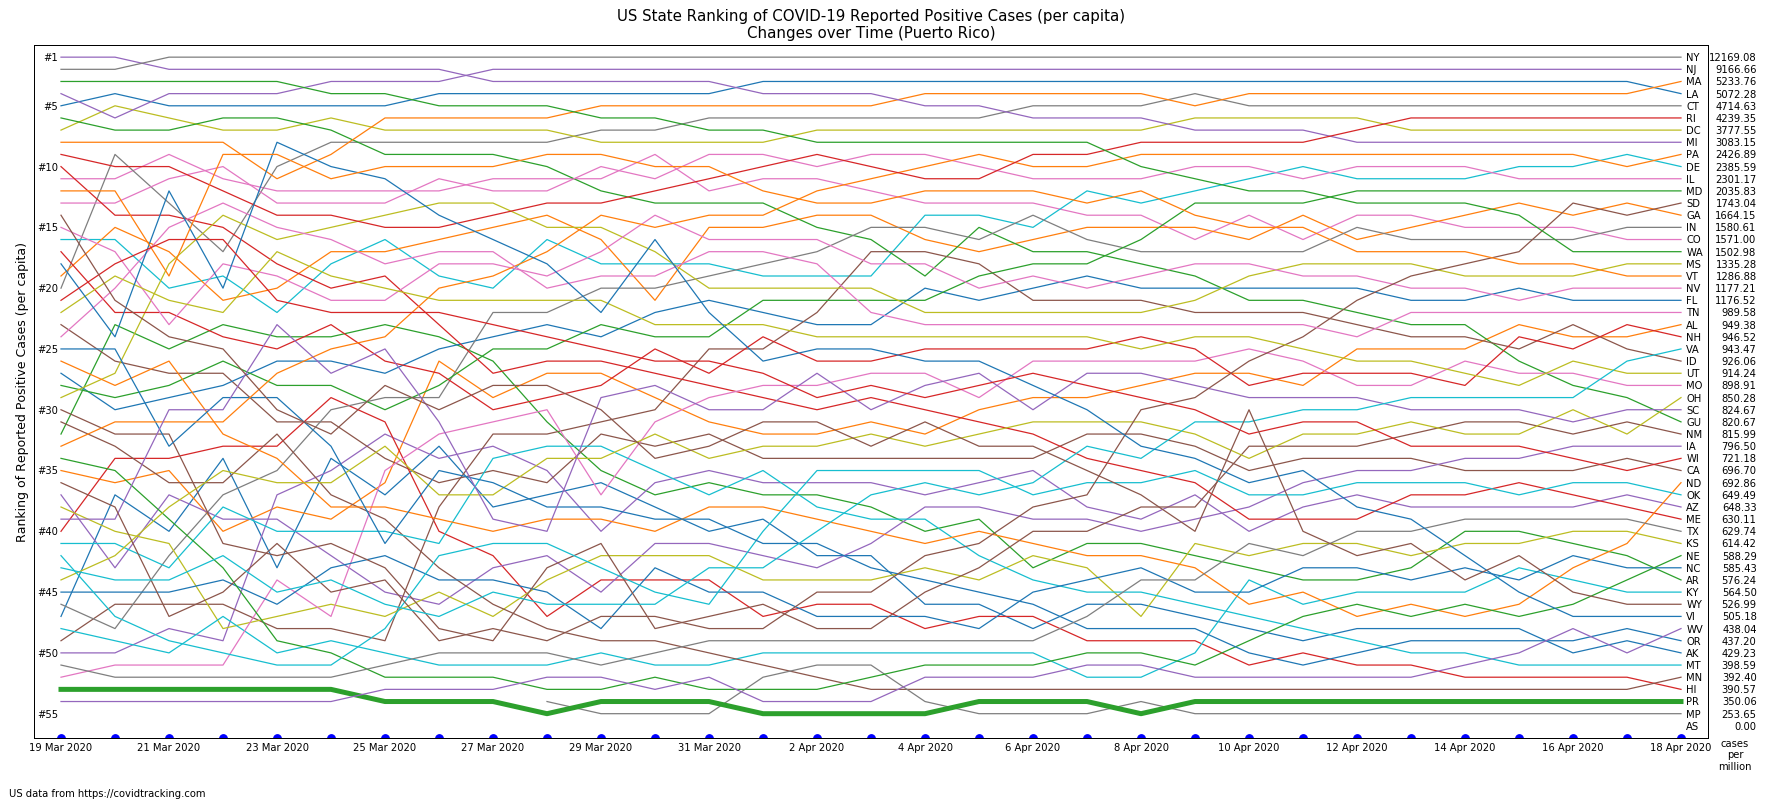 US State Ranking of COVID-19 Reported Positive Cases (per capita)
Changes over Time (Puerto Rico)
Ranking of Reported Positive Cases (per capita)
#1
#5
#10
#15
#20
#25
#30
#35
#40
#45
#50
#55
NY 12169.08
NJ 9166.66
MA 5233.76
LA 5072.28
CT 4714.63
RI 4239.35
DC 3777.55
MI 3083.15
PA 2426.89
DE 2385.59
IL 2301.17
MD 2035.83
SD 1743.04
GA 1664.15
IN 1580.61
CO 1571.00
WA 1502.98
MS 1335.28
VT 1286.88
NV 1177.21
FL 1176.52
TN 989.58
AL 949.38
NH 946.52
VA 943.47
ID 926.06
UT 914.24
MO 898.91
OH 850.28
SC 824.67
GU 820.67
NM 815.99
IA 796.50
WI 721.18
CA 696.70
ND 692.86
OK 649.49
AZ 648.33
ME 630.11
TX 629.74
KS 614.42
NE 588.29
NC 585.43
AR 576.24
KY 564.50
WY 526.99
VI 505.18
WV 438.04
OR 437.20
AK 429.23
MT 398.59
MN 392.40
HI 390.57
PR 350.06
MP 253.65
AS 0.00
19 Mar 2020 21 Mar 2020 23 Mar 2020 25 Mar 2020 27 Mar 2020 29 Mar 2020 31 Mar 2020 2 Apr 2020 4 Apr 2020 6 Apr 2020 8 Apr 2020 10 Apr 2020 12 Apr 2020 14 Apr 2020 16 Apr 2020 18 Apr 2020
cases
per
million
US data from https://covidtracking.com